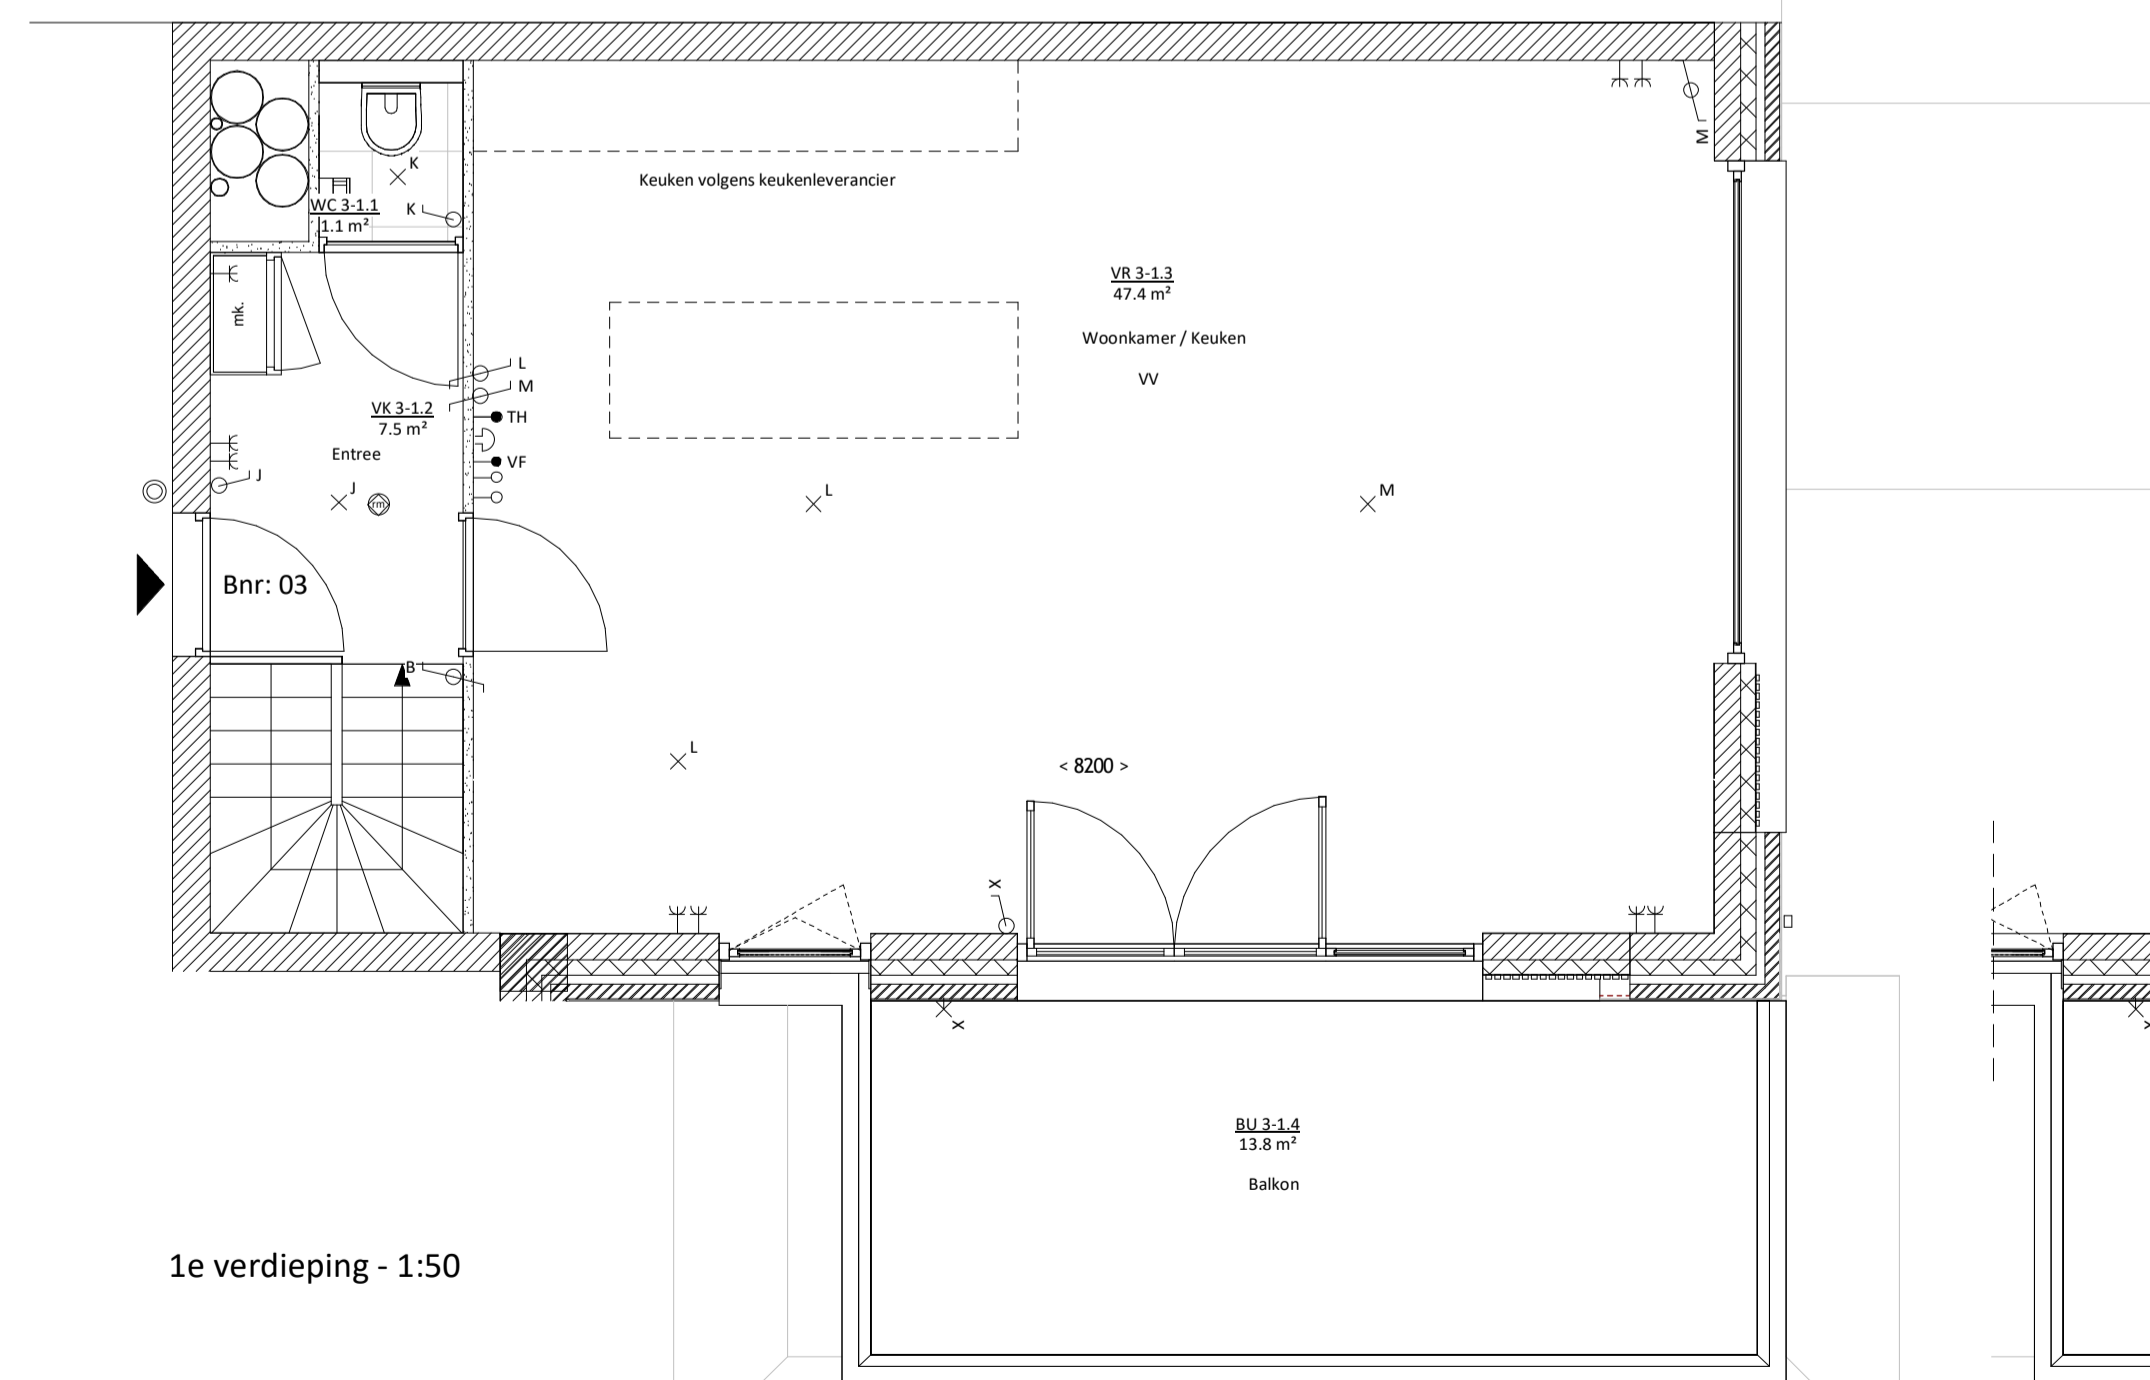 K
Keuken volgens keukenleverancier
M
WC 3-1.1
1.1 m²
K
VR 3-1.3
47.4 m²
mk.
Woonkamer / Keuken
VV
L
M
VK 3-1.2
7.5 m²
TH
Entree
VF
J
J
rm
L
M
Bnr: 03
B
L
< 8200 >
X
X
BU 3-1.4
13.8 m²
Balkon
1e verdieping - 1:50